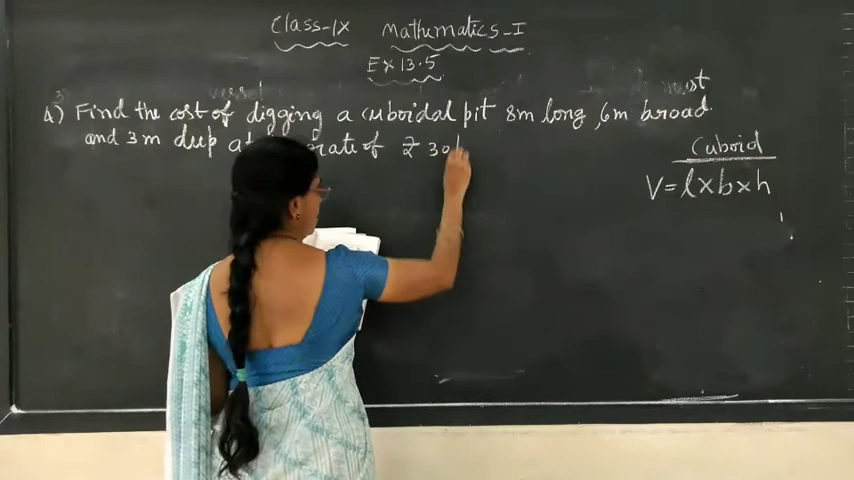 Class-IX Mathematics-I
Ex 13.5
4) Find the cost of digging a cuboidal pit 8m long, 6m broad
and 3m deep at rate of ₹ 30
Cuboid
V = l×b×h